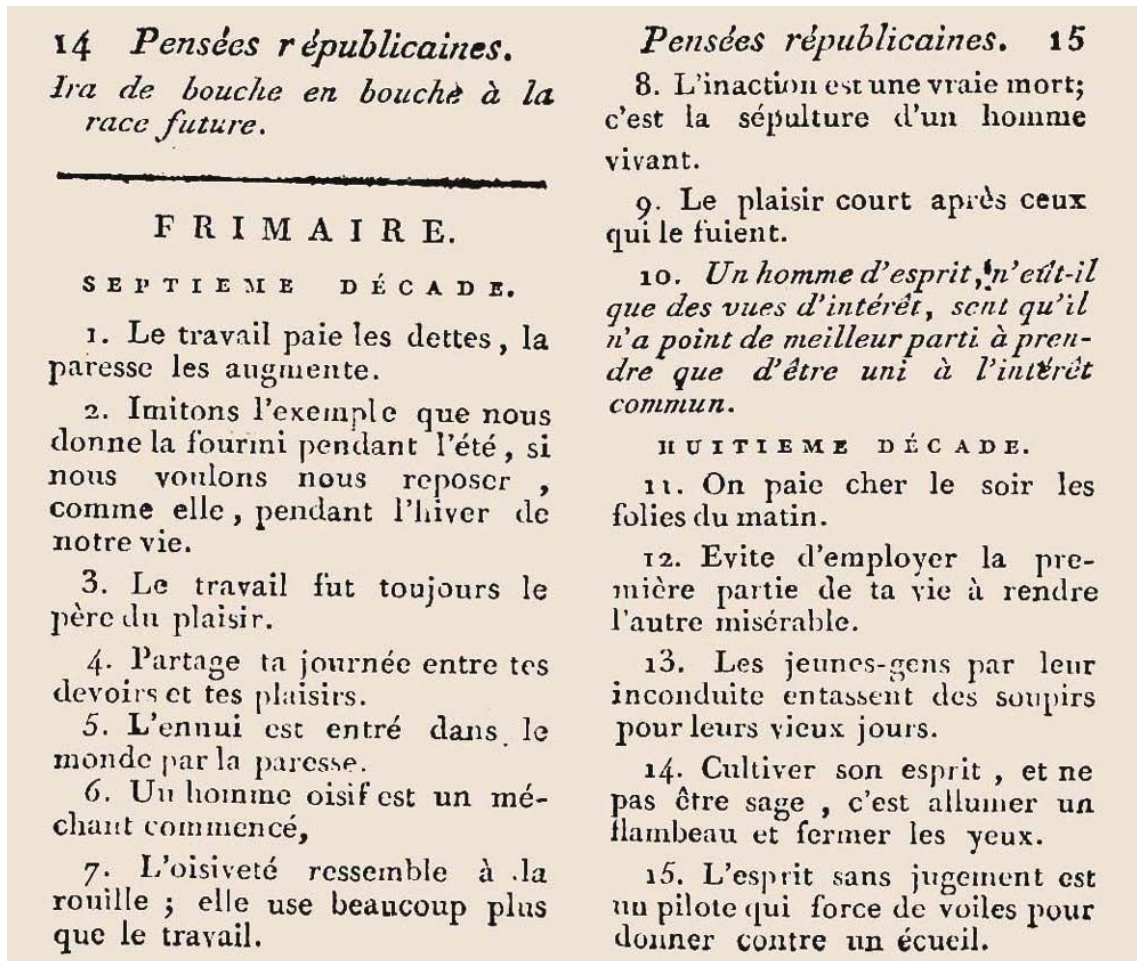 14 Pensées républicaines.
Ira de bouche en bouche à la
race future.
FRIMAIRE.
SEPTIEME DÉCADE.
1. Le travail paie les dettes, la
paresse les augmente.
2. Imitons l'exemple que nous
donne la fourmi pendant l'été, si
nous voulons nous reposer ,
comme elle, pendant l'hiver de
notre vie.
3. Le travail fut toujours le
père du plaisir.
4. Partage ta journée entre tes
devoirs et tes plaisirs.
5. L'ennui est entré dans le
monde par la paresse.
6. Un homme oisif est un mé-
chant commencé,
7. L'oisiveté ressemble à la
rouille ; elle use beaucoup plus
que le travail.
Pensées républicaines. 15
8. L'inaction est une vraie mort;
c'est la sépulture d'un homme
vivant.
9. Le plaisir court après ceux
qui le fuient.
10. Un homme d'esprit, n'eût-il
que des vues d'intérêt, sent qu'il
n'a point de meilleur parti à pren-
dre que d'être uni à l'intérêt
commun.
HUITIEME DÉCADE.
11. On paie cher le soir les
folies du matin.
12. Evite d'employer la pre-
mière partie de ta vie à rendre
l'autre misérable.
13. Les jeunes-gens par leur
inconduite entassent des soupirs
pour leurs vieux jours.
14. Cultiver son esprit , et ne
pas être sage , c'est allumer un
flambeau et fermer les yeux.
15. L'esprit sans jugement est
un pilote qui force de voiles pour
donner contre un écueil.